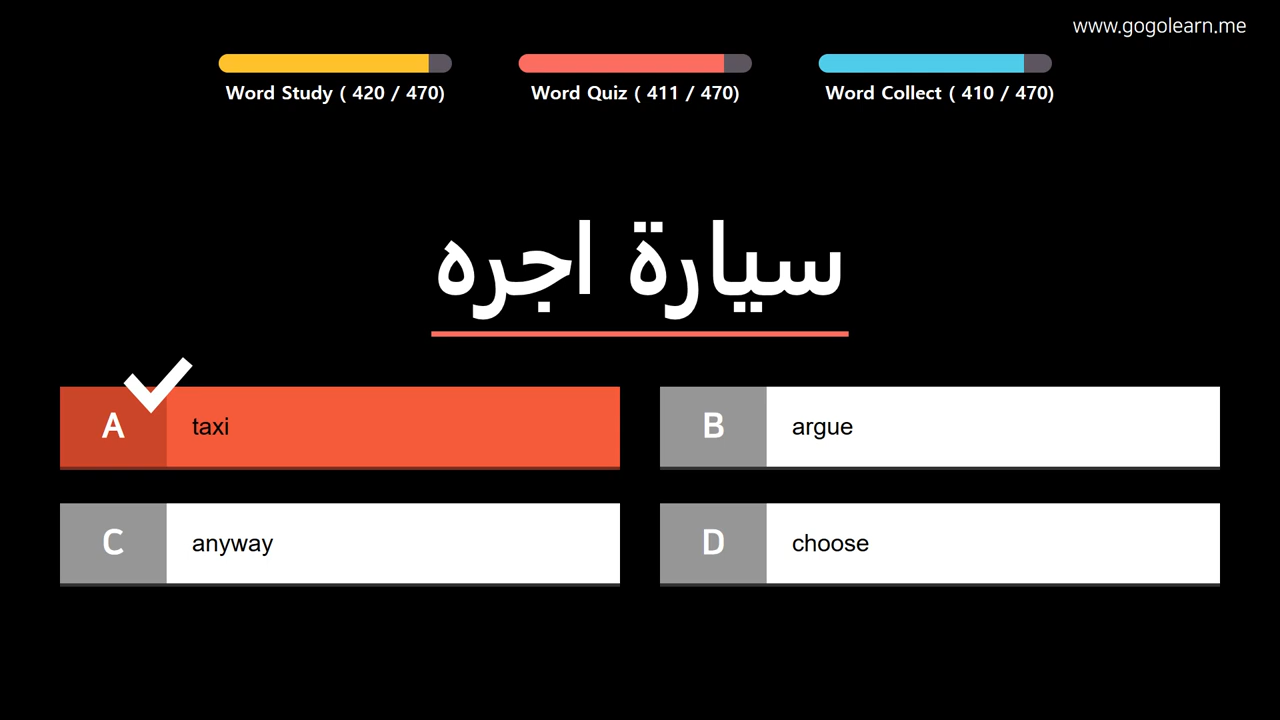 www.gogolearn.me
Word Study ( 420 / 470)
Word Quiz ( 411 / 470)
Word Collect ( 410 / 470)
سيارة اجره
A taxi
B argue
C anyway
D choose